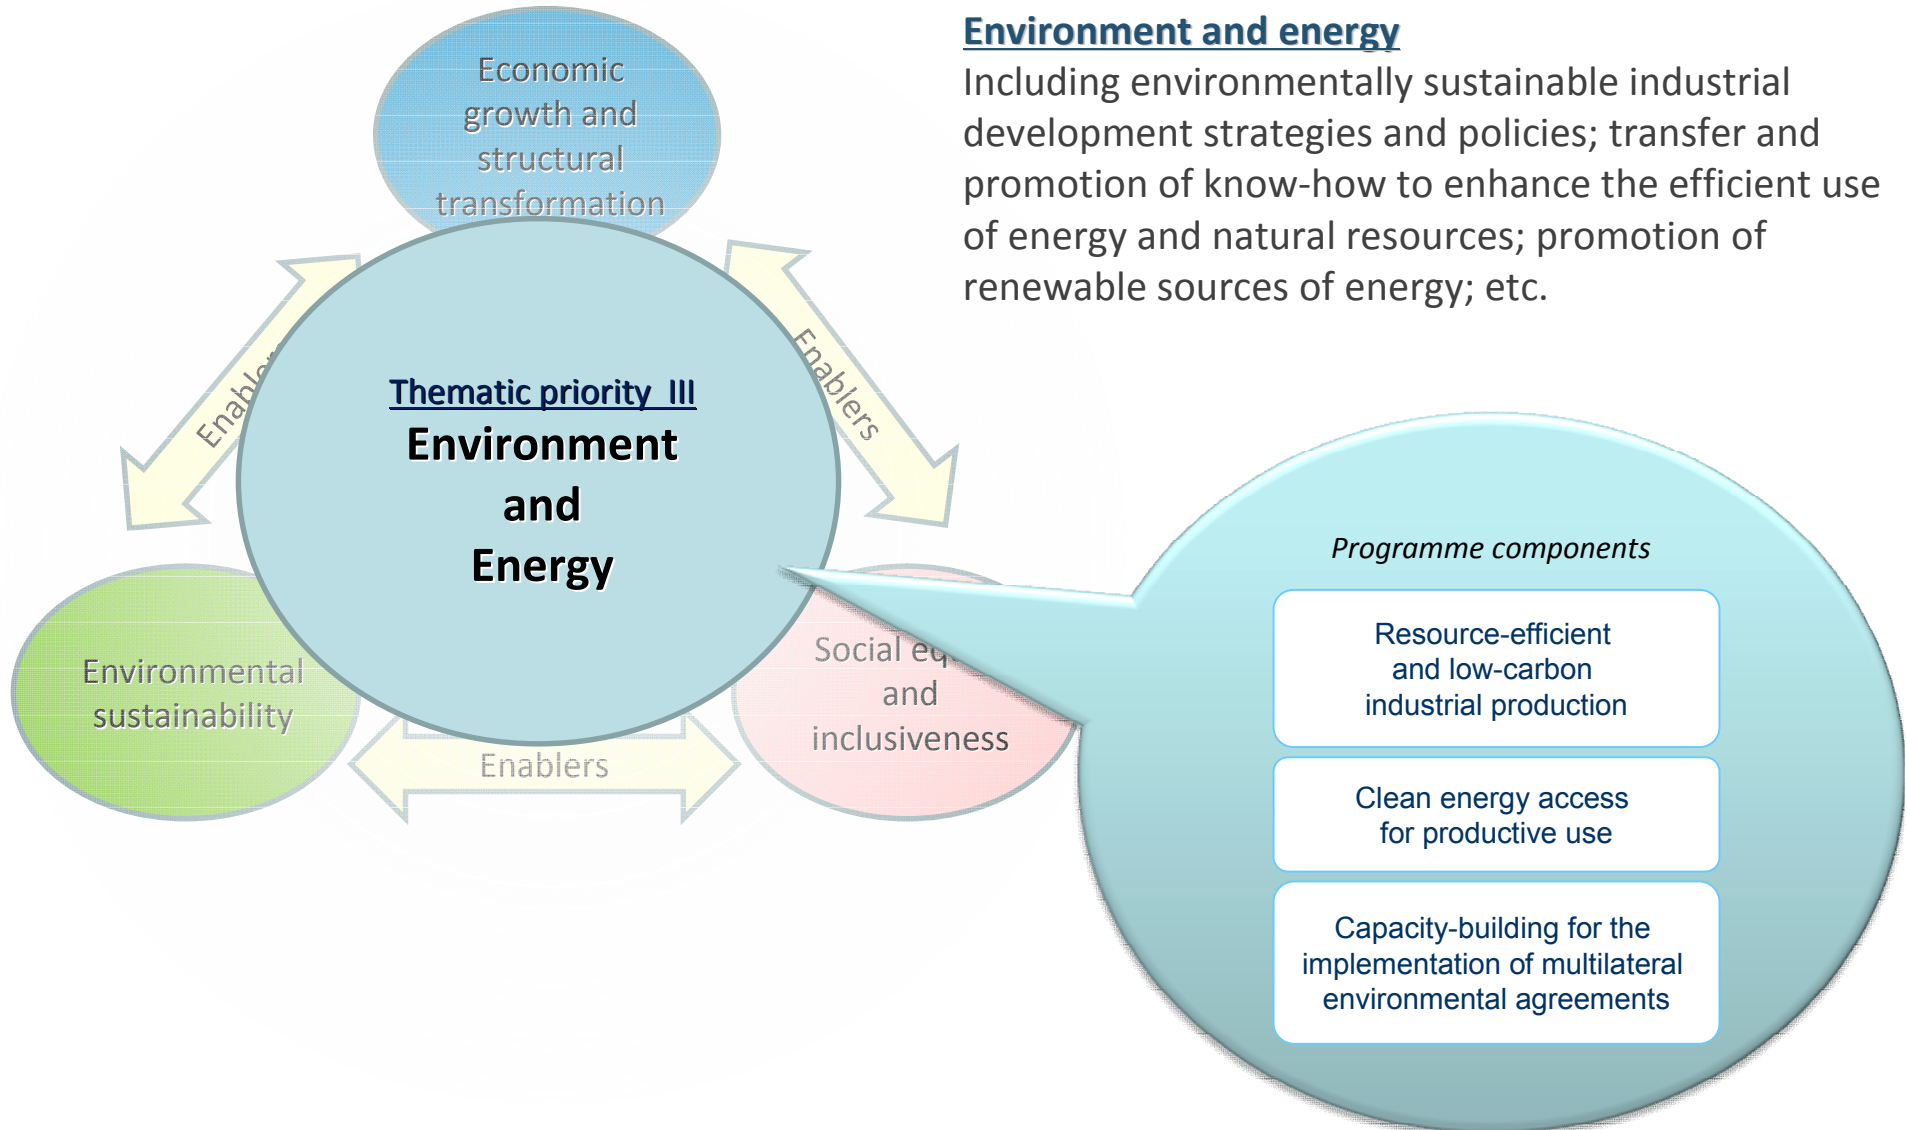 Environment and energy
Including environmentally sustainable industrial
development strategies and policies; transfer and
promotion of know-how to enhance the efficient use
of energy and natural resources; promotion of
renewable sources of energy; etc.
Economic
growth and
structural
transformation
Enablers
Enablers
Thematic priority III
Environment
and
Energy
Environmental
sustainability
Social
and
inclusiveness
Enablers
Programme components
Resource-efficient
and low-carbon
industrial production
Clean energy access
for productive use
Capacity-building for the
implementation of multilateral
environmental agreements